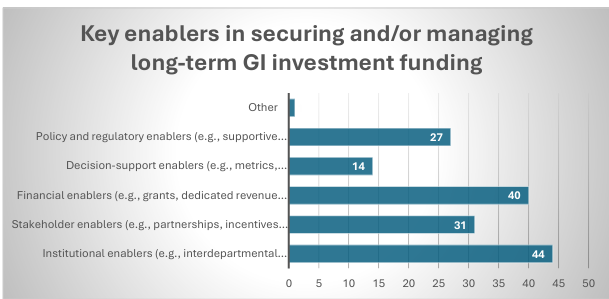 Key enablers in securing and/or managing
long-term GI investment funding
Other
Policy and regulatory enablers (e.g., supportive... 27
Decision-support enablers (e.g., metrics,... 14
Financial enablers (e.g., grants, dedicated revenue... 40
Stakeholder enablers (e.g., partnerships, incentives... 31
Institutional enablers (e.g., interdepartmental... 44
0 5 10 15 20 25 30 35 40 45 50